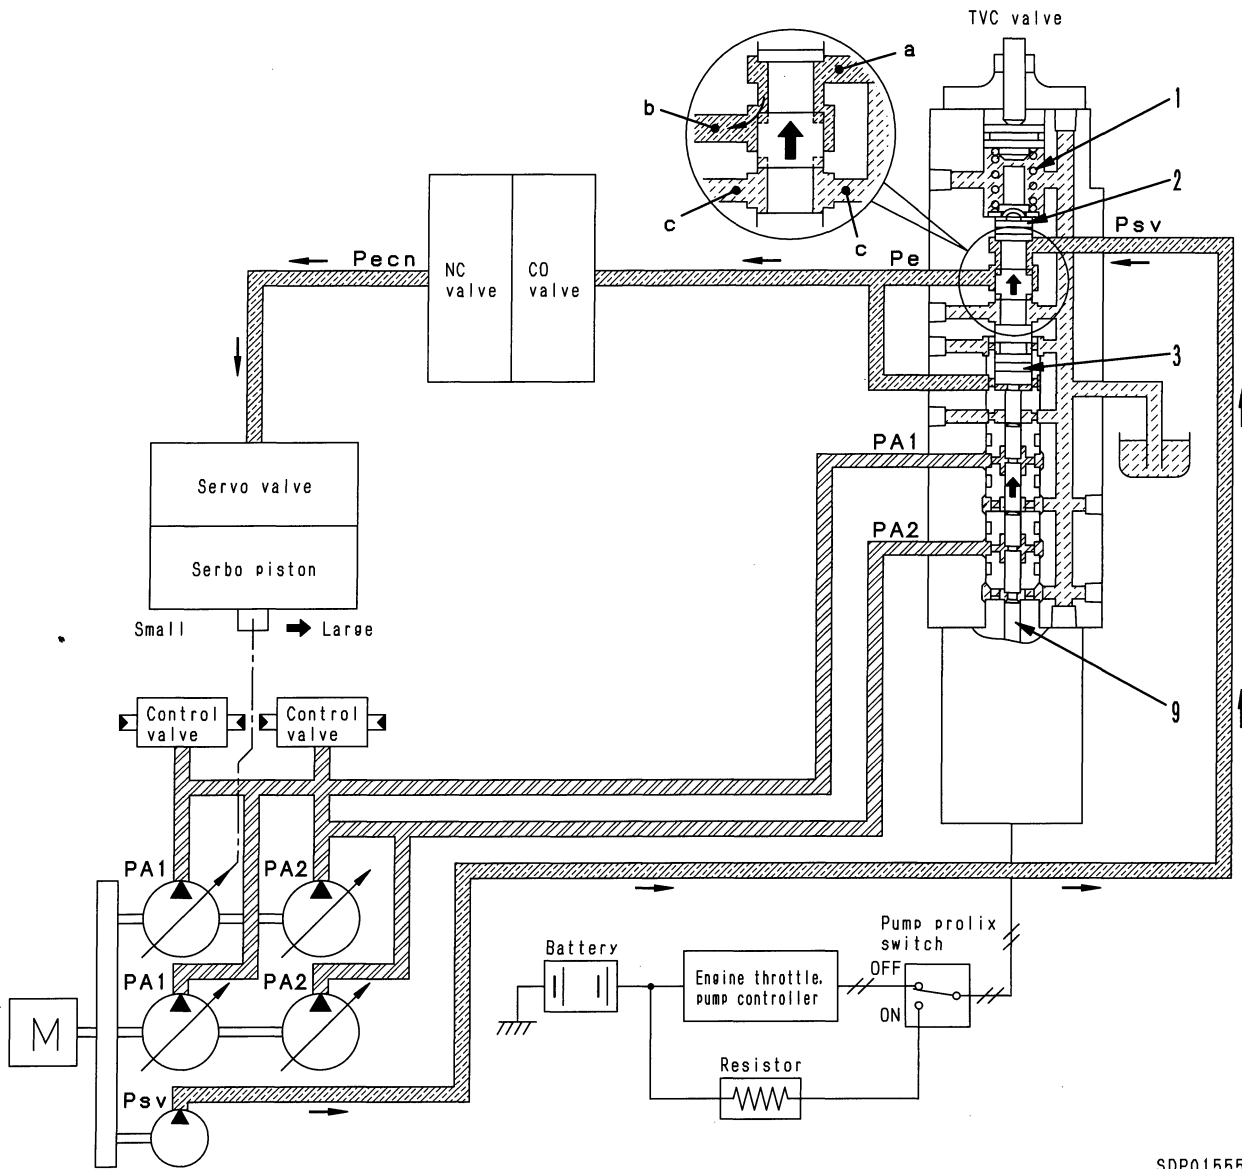 TVC valve
a
b
1
2
c
c
Psv
Pecn
Pe
NC
valve
CO
valve
3
PA1
Servo valve
PA2
Serbo piston
Small
Large
9
Control
valve
Control
valve
PA1
PA2
Pump prolix
switch
Battery
OFF
Engine throttle.
pump controller
PA1
PA2
ON
M
Resistor
Psv
SDP01555